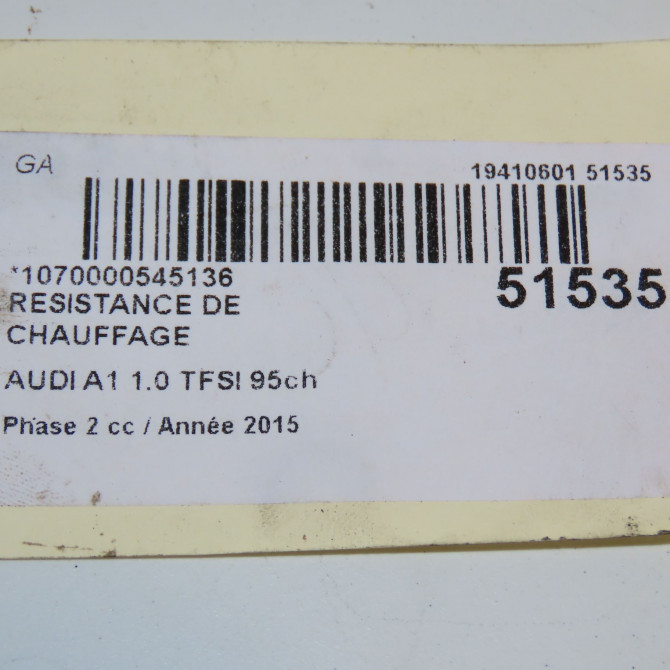 GA
19410601 51535
*1070000545136
51535
RESISTANCE DE
CHAUFFAGE
AUDI A1 1.0 TFSI 95ch
Phase 2 cc / Année 2015